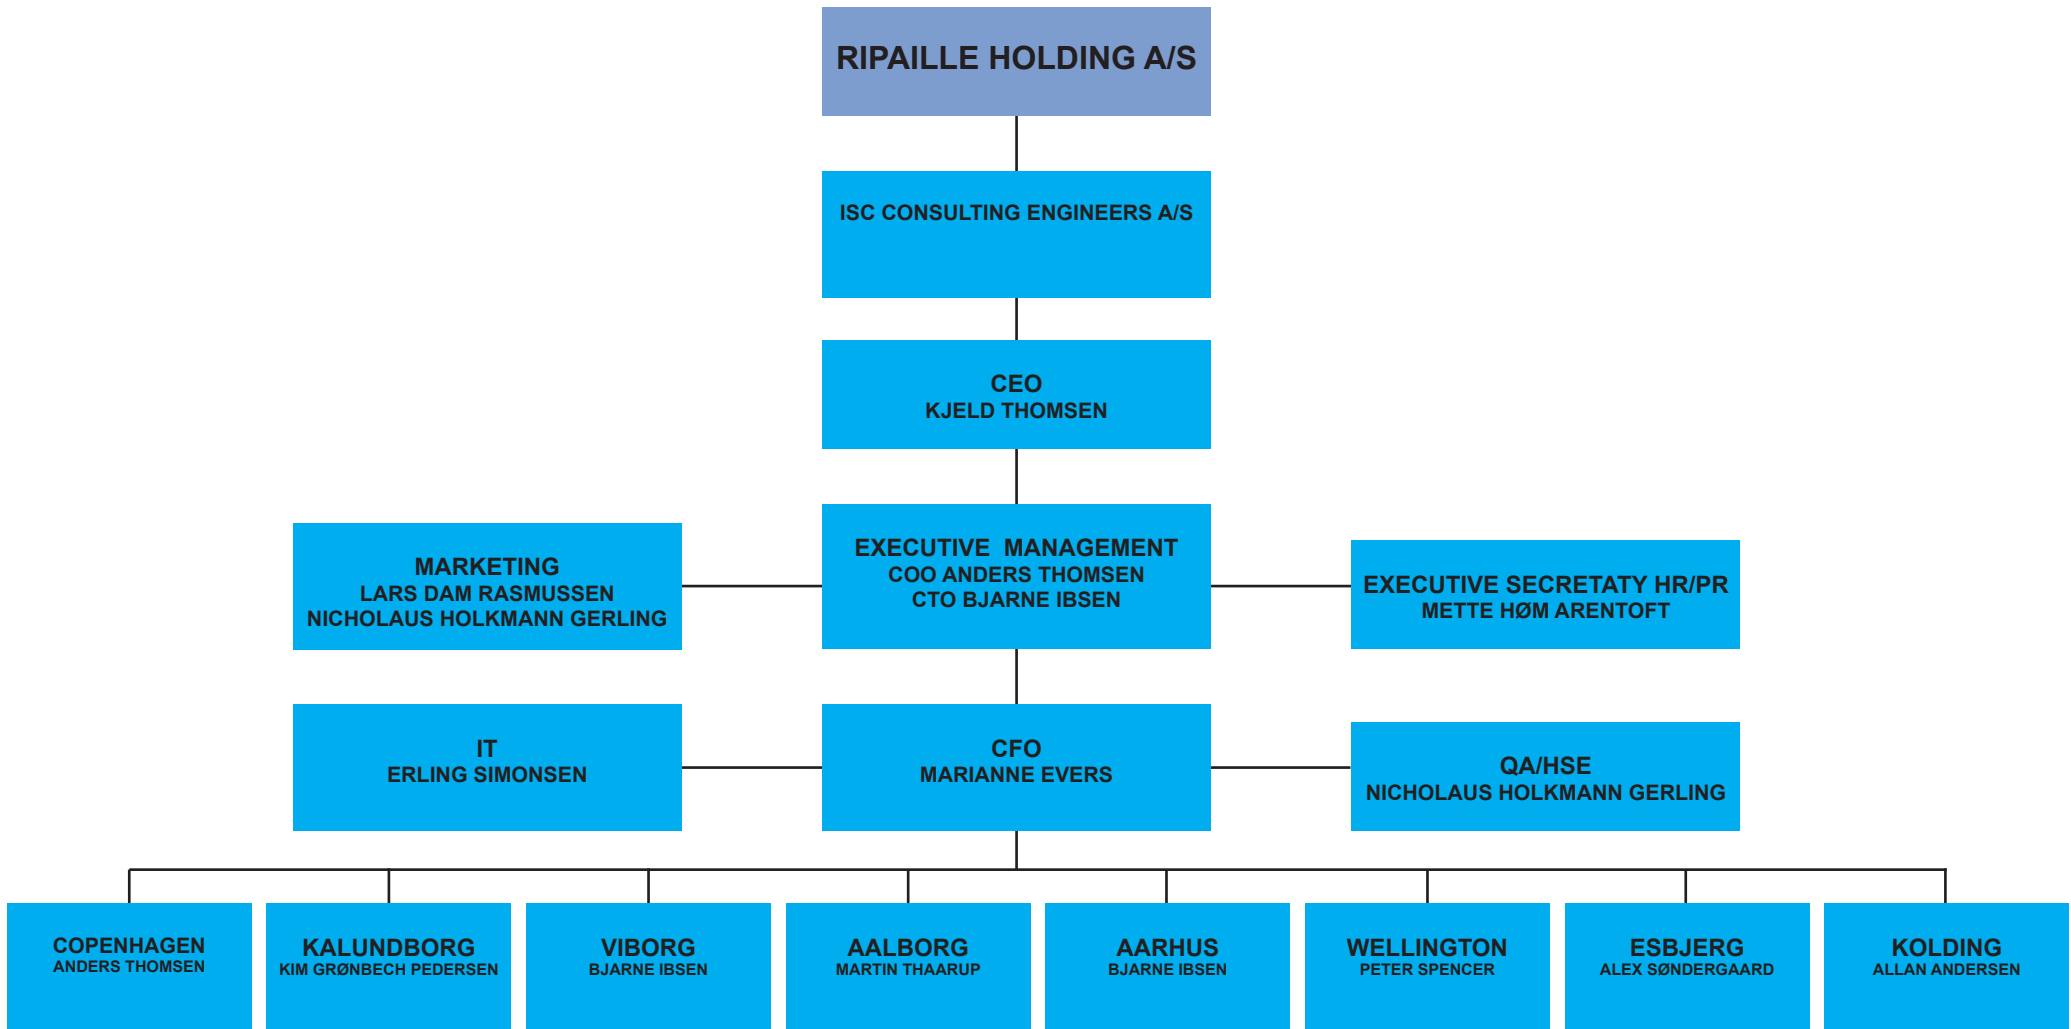 RIPAILLE HOLDING A/S
ISC CONSULTING ENGINEERS A/S
CEO
KJELD THOMSEN
MARKETING
LARS DAM RASMUSSEN
NICHOLAUS HOLKMANN GERLING
EXECUTIVE MANAGEMENT
COO ANDERS THOMSEN
CTO BJARNE IBSEN
EXECUTIVE SECRETATY HR/PR
METTE HØM ARENTOFT
IT
ERLING SIMONSEN
CFO
MARIANNE EVERS
QA/HSE
NICHOLAUS HOLKMANN GERLING
COPENHAGEN
ANDERS THOMSEN
KALUNDBORG
KIM GRØNBECH PEDERSEN
VIBORG
BJARNE IBSEN
AALBORG
MARTIN THAARUP
AARHUS
BJARNE IBSEN
WELLINGTON
PETER SPENCER
ESBJERG
ALEX SØNDERGAARD
KOLDING
ALLAN ANDERSEN